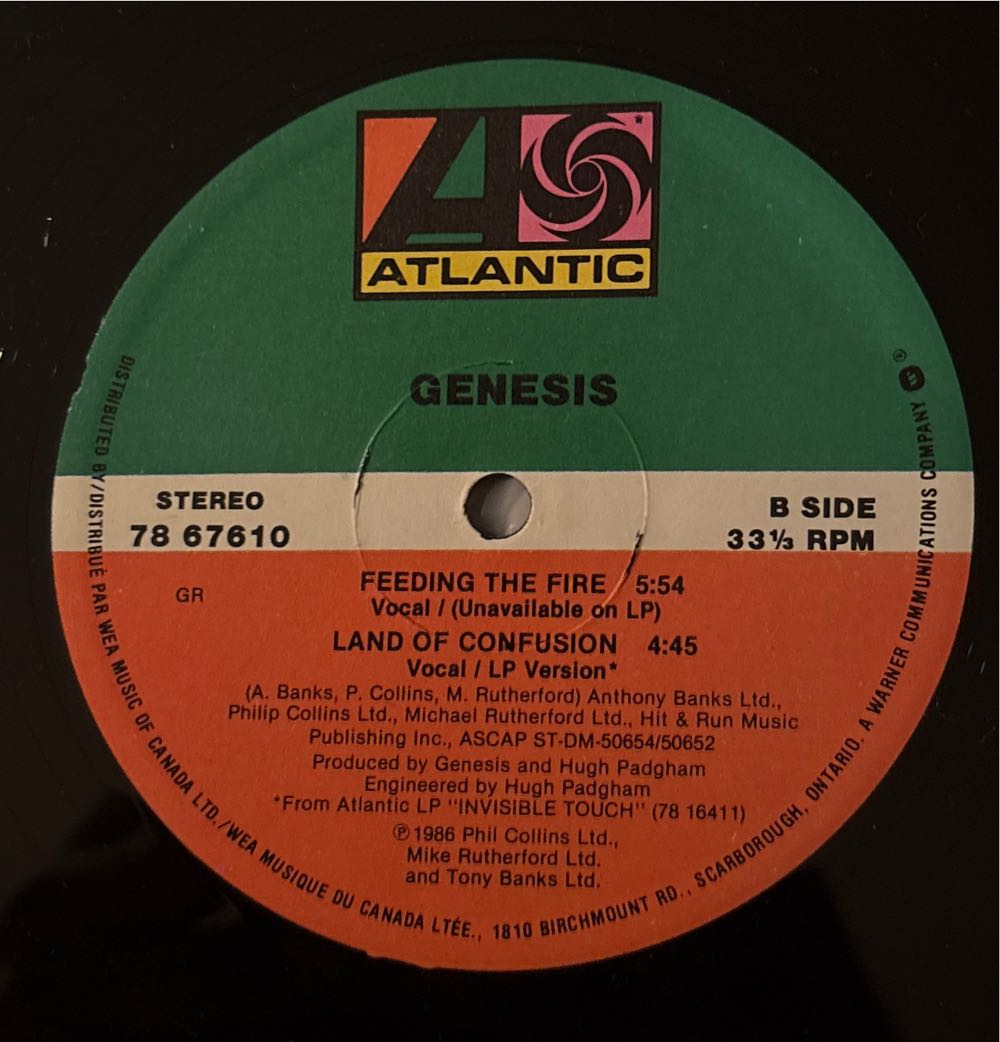 ATLANTIC
GENESIS
STEREO
78 67610
B SIDE
33⅓ RPM
GR
FEEDING THE FIRE 5:54
Vocal / (Unavailable on LP)
LAND OF CONFUSION 4:45
Vocal / LP Version*
(A. Banks, P. Collins, M. Rutherford) Anthony Banks Ltd.,
Philip Collins Ltd., Michael Rutherford Ltd., Hit & Run Music
Publishing Inc., ASCAP ST-DM-50654/50652
Produced by Genesis and Hugh Padgham
Engineered by Hugh Padgham
*From Atlantic LP "INVISIBLE TOUCH" (78 16411)
℗1986 Phil Collins Ltd.,
Mike Rutherford Ltd.
and Tony Banks Ltd.
DISTRIBUTED BY/DISTRIBUÉ PAR WEA MUSIC OF CANADA LTD./WEA MUSIQUE DU CANADA LTÉE., 1810 BIRCHMOUNT RD., SCARBOROUGH, ONTARIO. A WARNER COMMUNICATIONS COMPANY ®